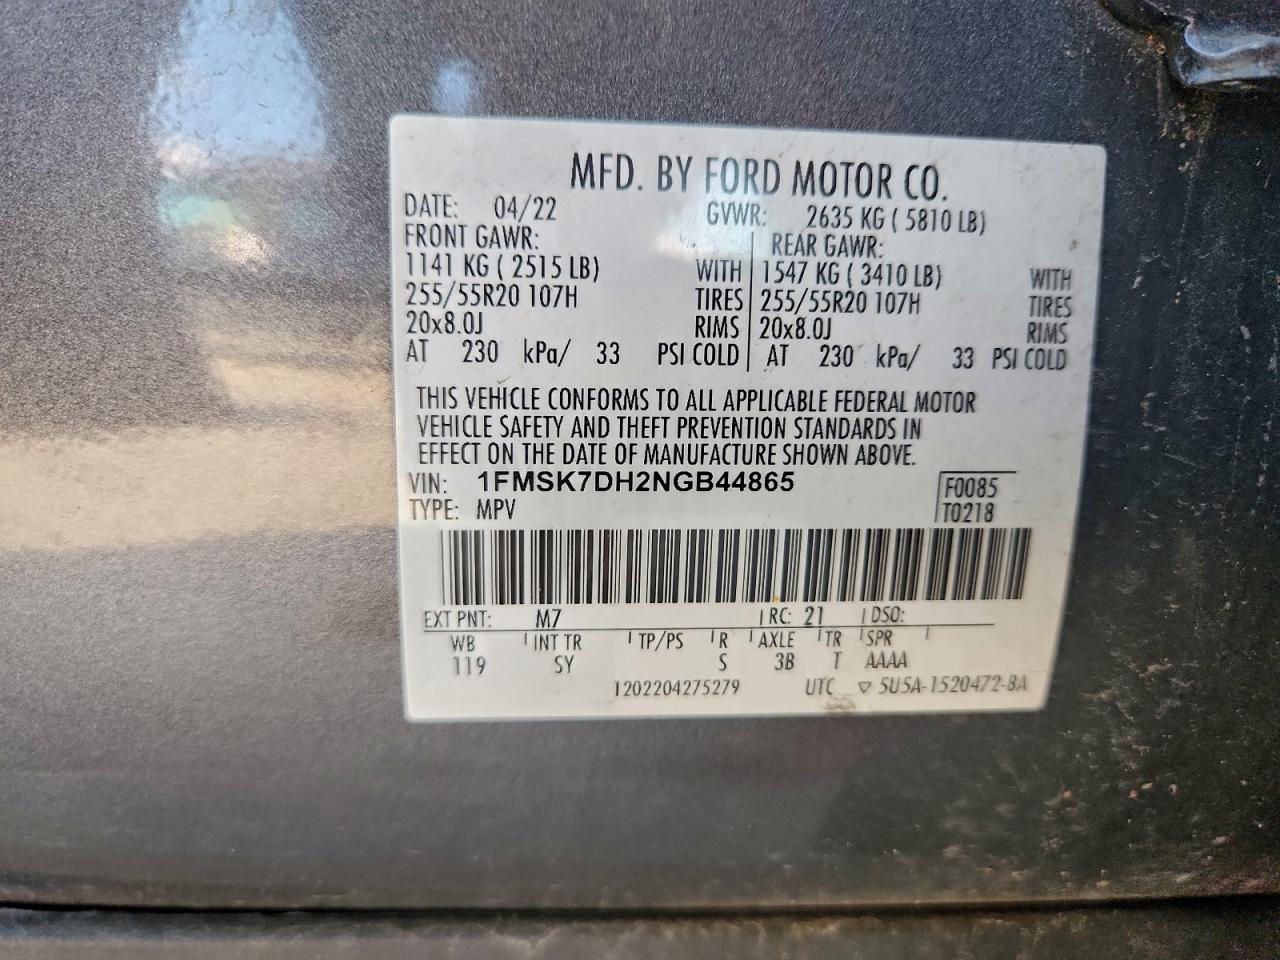 MFD. BY FORD MOTOR CO.
DATE: 04/22 GVWR: 2635 KG ( 5810 LB)
FRONT GAWR: REAR GAWR:
1141 KG ( 2515 LB) WITH 1547 KG ( 3410 LB) WITH
255/55R20 107H TIRES 255/55R20 107H TIRES
20x8.0J RIMS 20x8.0J RIMS
AT 230 kPa/ 33 PSI COLD AT 230 kPa/ 33 PSI COLD
THIS VEHICLE CONFORMS TO ALL APPLICABLE FEDERAL MOTOR
VEHICLE SAFETY AND THEFT PREVENTION STANDARDS IN
EFFECT ON THE DATE OF MANUFACTURE SHOWN ABOVE.
VIN: 1FMSK7DH2NGB44865 F0085
TYPE: MPV T0218
EXT PNT: M7 RC: 21 DSO:
WB INT TR TP/PS R AXLE TR SPR
119 SY S 3B T AAAA
1202204275279 UTC ▽ 5U5A-1520472-BA